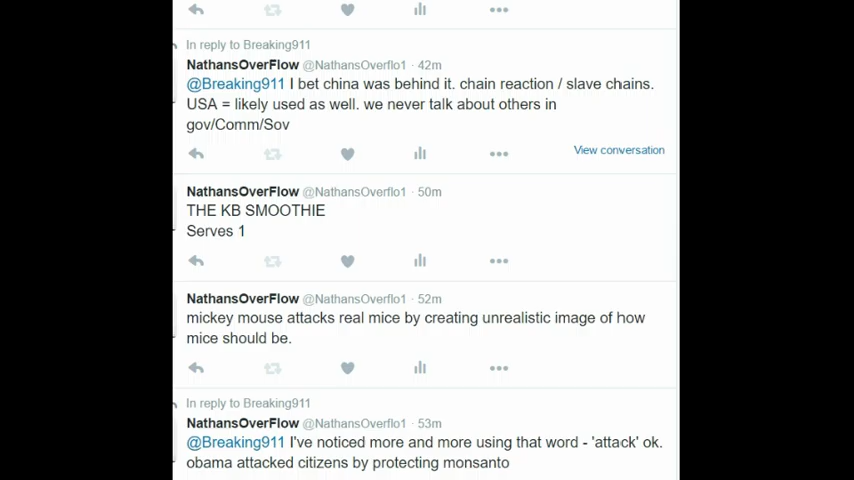 In reply to Breaking911
NathansOverFlow @NathansOverflo1 · 42m
@Breaking911 I bet china was behind it. chain reaction / slave chains.
USA = likely used as well. we never talk about others in
gov/Comm/Sov
View conversation
NathansOverFlow @NathansOverflo1 · 50m
THE KB SMOOTHIE
Serves 1
NathansOverFlow @NathansOverflo1 · 52m
mickey mouse attacks real mice by creating unrealistic image of how
mice should be.
In reply to Breaking911
NathansOverFlow @NathansOverflo1 · 53m
@Breaking911 I've noticed more and more using that word - 'attack' ok.
obama attacked citizens by protecting monsanto